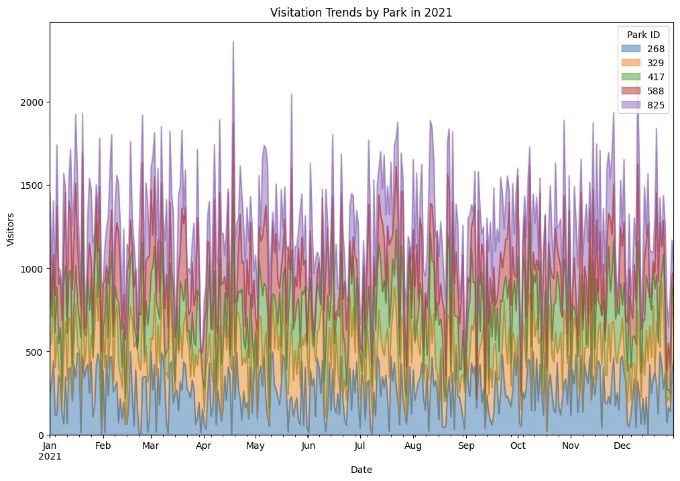 Visitation Trends by Park in 2021
Park ID
268
329
417
588
825
Visitors
2000
1500
1000
500
0
Jan Feb Mar Apr May Jun Jul Aug Sep Oct Nov Dec
2021
Date